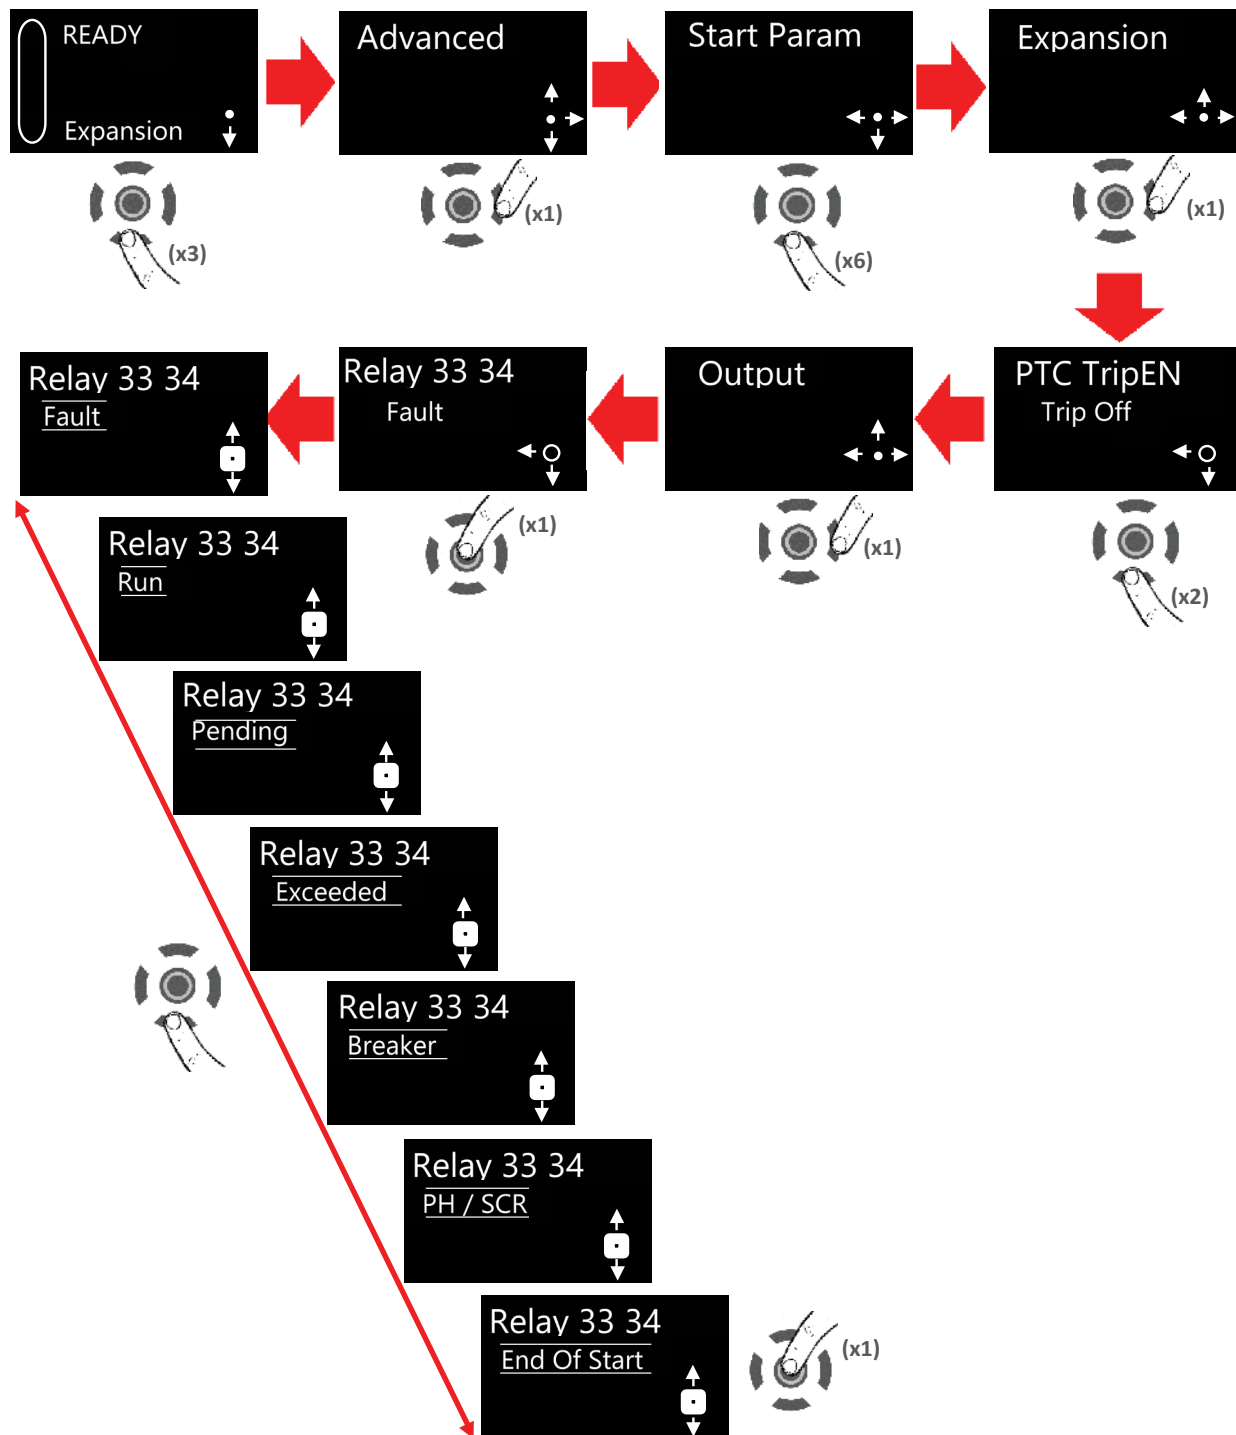 READY
Expansion
(x3)
Advanced
(x1)
Start Param
(x6)
Expansion
(x1)
PTC TripEN
Trip Off
(x2)
Output
(x1)
Relay 33 34
Fault
(x1)
Relay 33 34
Fault
Relay 33 34
Run
Relay 33 34
Pending
Relay 33 34
Exceeded
Relay 33 34
Breaker
Relay 33 34
PH / SCR
Relay 33 34
End Of Start
(x1)